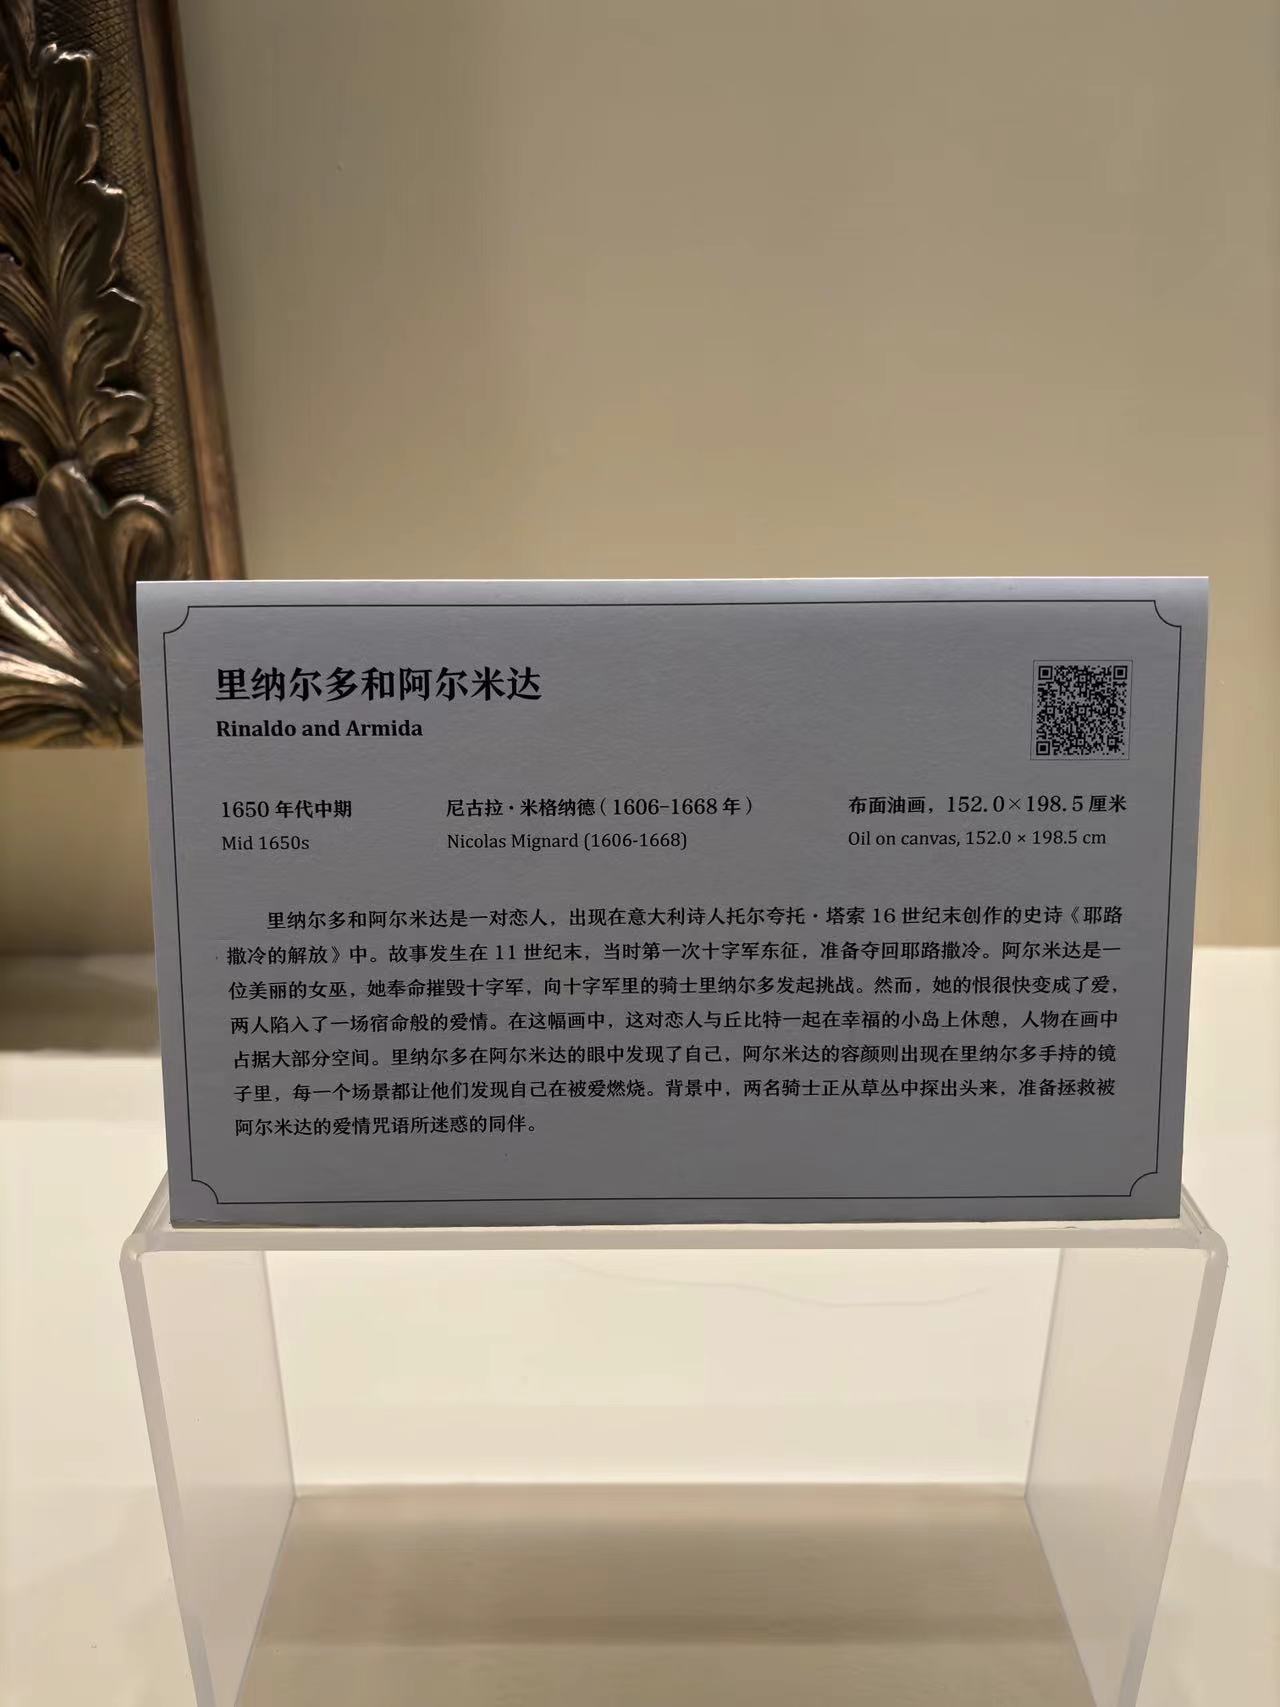 里纳尔多和阿尔米达
Rinaldo and Armida
1650 年代中期
Mid 1650s
尼古拉·米格纳德（1606-1668 年）
Nicolas Mignard (1606-1668)
布面油画，152.0×198.5 厘米
Oil on canvas, 152.0 × 198.5 cm
里纳尔多和阿尔米达是一对恋人，出现在意大利诗人托尔夸托·塔索 16 世纪末创作的史诗《耶路
撒冷的解放》中。故事发生在 11 世纪末，当时第一次十字军东征，准备夺回耶路撒冷。阿尔米达是一
位美丽的女巫，她奉命摧毁十字军，向十字军里的骑士里纳尔多发起挑战。然而，她的恨很快变成了爱，
两人陷入了一场宿命般的爱情。在这幅画中，这对恋人与丘比特一起在幸福的小岛上休憩，人物在画中
占据大部分空间。里纳尔多在阿尔米达的眼中发现了自己，阿尔米达的容颜则出现在里纳尔多手持的镜
子里，每一个场景都让他们发现自己在被爱燃烧。背景中，两名骑士正从草丛中探出头来，准备拯救被
阿尔米达的爱情咒语所迷惑的同伴。